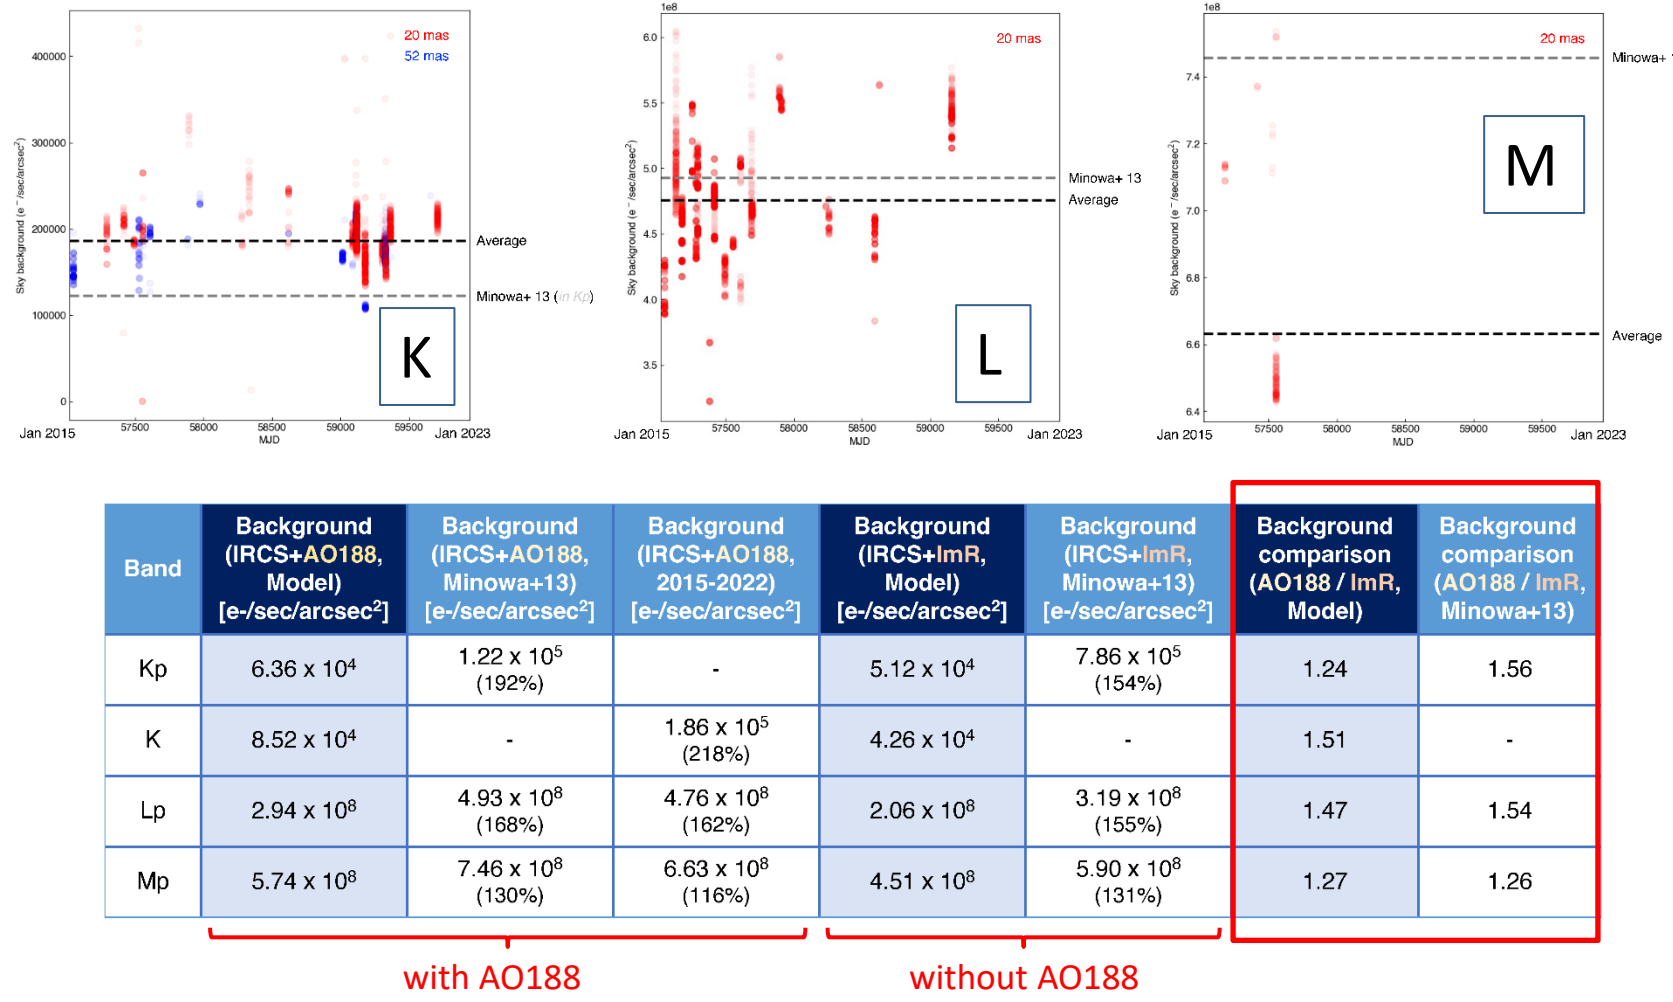 1e8
1e8
20 mas
52 mas
400000
300000
200000
100000
0
Sky background (e⁻/sec/arcsec²)
Average
Minowa+ 13 (in Kp)
K
57500 58000 59000 59500
Jan 2015 MJD Jan 2023
20 mas
6.0
5.5
5.0
4.5
4.0
3.5
Sky background (e⁻/sec/arcsec²)
Minowa+ 13
Average
L
57500 58000 59000 59500
Jan 2015 MJD Jan 2023
20 mas
7.4
7.2
7.0
6.8
6.6
6.4
Sky background (e⁻/sec/arcsec²)
Minowa+ 1
Average
M
57500 58000 59000 59500
Jan 2015 MJD Jan 2023
Band
Background
(IRCS+AO188,
Model)
[e-/sec/arcsec²]
Background
(IRCS+AO188,
Minowa+13)
[e-/sec/arcsec²]
Background
(IRCS+AO188,
2015-2022)
[e-/sec/arcsec²]
Background
(IRCS+ImR,
Model)
[e-/sec/arcsec²]
Background
(IRCS+ImR,
Minowa+13)
[e-/sec/arcsec²]
Background
comparison
(AO188 / ImR,
Model)
Background
comparison
(AO188 / ImR,
Minowa+13)
Kp 6.36 x 10⁴ 1.22 x 10⁵ (192%) - 5.12 x 10⁴ 7.86 x 10⁵ (154%) 1.24 1.56
K 8.52 x 10⁴ - 1.86 x 10⁵ (218%) 4.26 x 10⁴ - 1.51 -
Lp 2.94 x 10⁸ 4.93 x 10⁸ (168%) 4.76 x 10⁸ (162%) 2.06 x 10⁸ 3.19 x 10⁸ (155%) 1.47 1.54
Mp 5.74 x 10⁸ 7.46 x 10⁸ (130%) 6.63 x 10⁸ (116%) 4.51 x 10⁸ 5.90 x 10⁸ (131%) 1.27 1.26
with AO188
without AO188